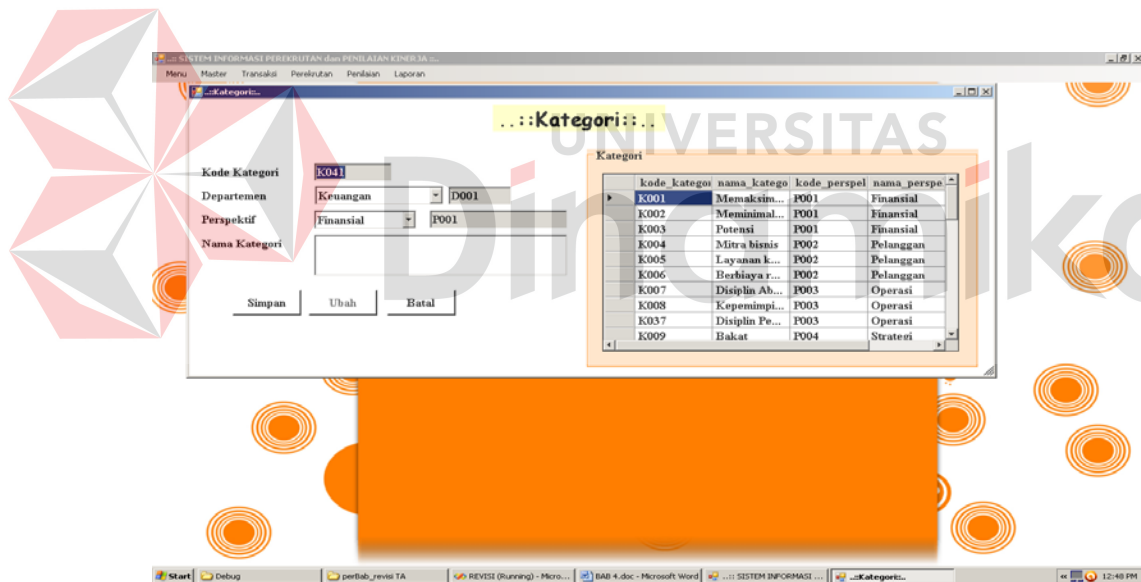 ..:: SISTEM INFORMASI PEREKRUTAN dan PENILAIAN KINERJA ::..
Menu Master Transaksi Perekrutan Penilaian Laporan
..::Kategori::..
..::Kategori::..
UNIVERSITAS
Dinamika
Kode Kategori K041
Departemen Keuangan D001
Perspektif Finansial P001
Nama Kategori
Simpan Ubah Batal
Kategori
kode_kategor nama_katego kode_perspel nama_perspe
K001 Memaksim... P001 Finansial
K002 Meminimal... P001 Finansial
K003 Potensi P001 Finansial
K004 Mitra bisnis P002 Pelanggan
K005 Layanan k... P002 Pelanggan
K006 Berbiaya r... P002 Pelanggan
K007 Disiplin Ab... P003 Operasi
K008 Kepemimpi... P003 Operasi
K037 Disiplin Pe... P003 Operasi
K009 Bakat P004 Strategi
Start Debug perBab_revisi TA REVISI (Running) - Micro... BAB 4.doc - Microsoft Word ..:: SISTEM INFORMASI ... ..::Kategori::.. 12:48 PM